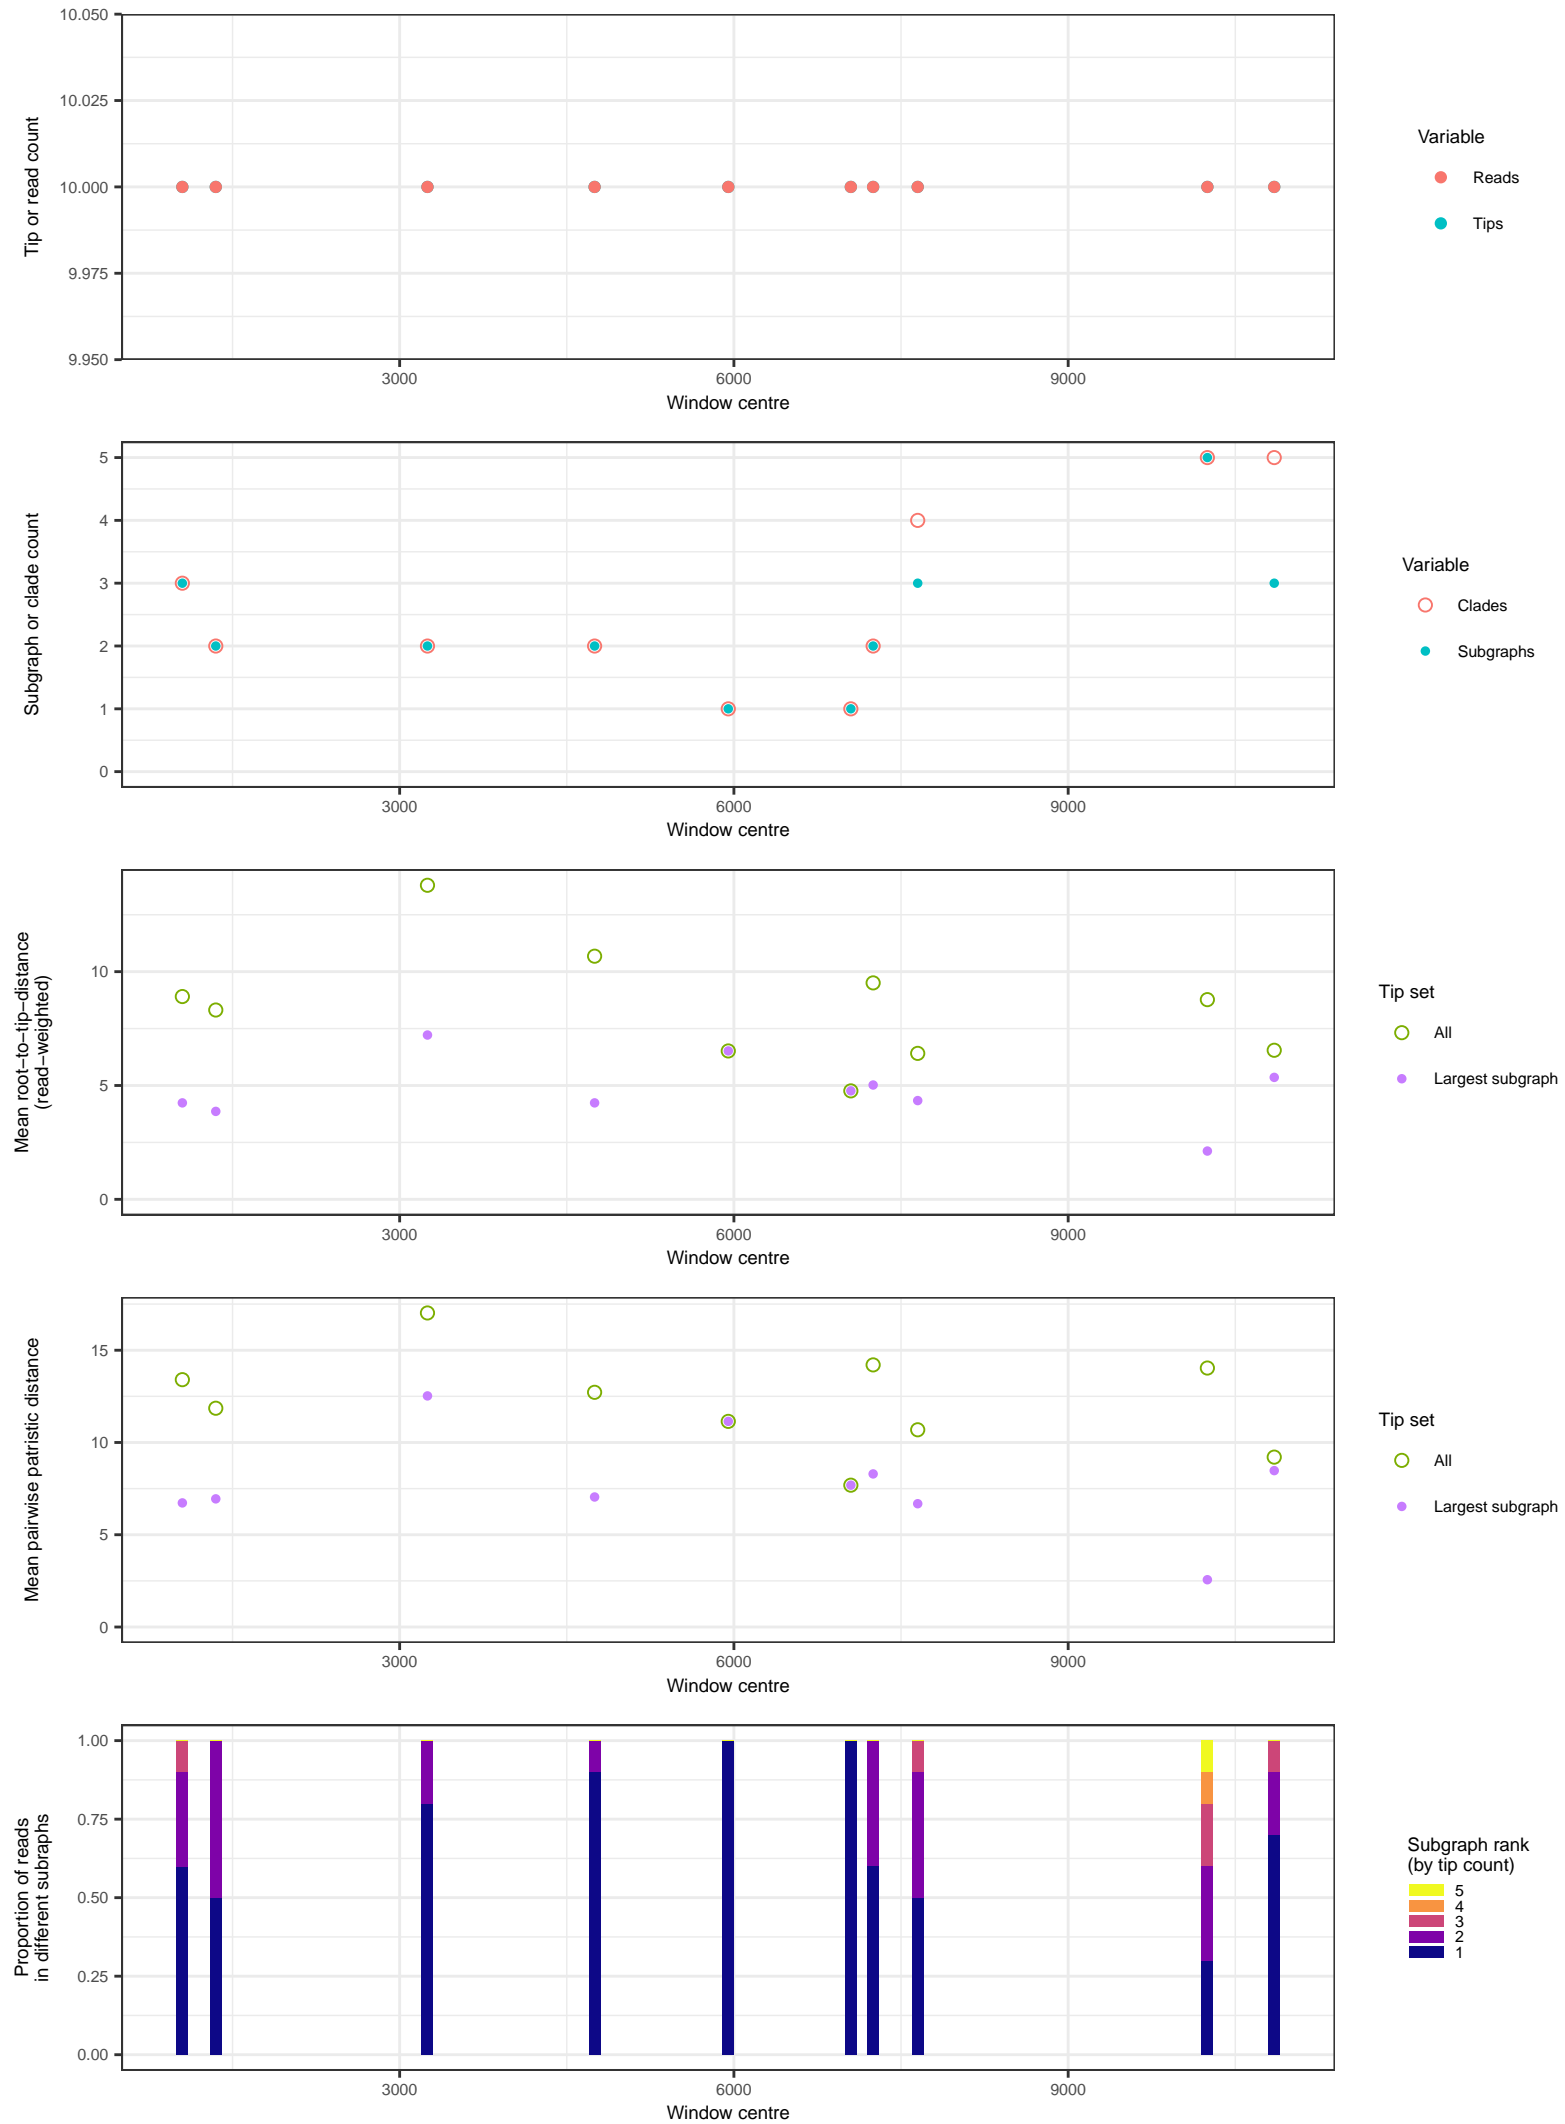 10.050
10.025
10.000
9.975
9.950
Tip or read count
3000
6000
9000
Window centre
Variable
Reads
Tips
5
4
3
2
1
0
Subgraph or clade count
3000
6000
9000
Window centre
Variable
Clades
Subgraphs
10
5
0
Mean root−to−tip−distance
(read−weighted)
3000
6000
9000
Window centre
Tip set
All
Largest subgraph
15
10
5
0
Mean pairwise patristic distance
3000
6000
9000
Window centre
Tip set
All
Largest subgraph
1.00
0.75
0.50
0.25
0.00
Proportion of reads
in different subraphs
3000
6000
9000
Window centre
Subgraph rank
(by tip count)
5
4
3
2
1